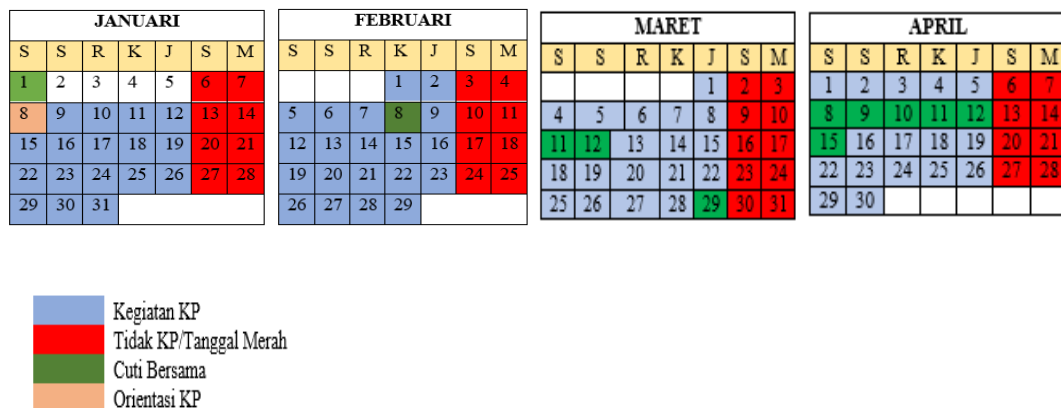 JANUARI
S S R K J S M
1 2 3 4 5 6 7
8 9 10 11 12 13 14
15 16 17 18 19 20 21
22 23 24 25 26 27 28
29 30 31
FEBRUARI
S S R K J S M
1 2 3 4
5 6 7 8 9 10 11
12 13 14 15 16 17 18
19 20 21 22 23 24 25
26 27 28 29
MARET
S S R K J S M
1 2 3
4 5 6 7 8 9 10
11 12 13 14 15 16 17
18 19 20 21 22 23 24
25 26 27 28 29 30 31
APRIL
S S R K J S M
1 2 3 4 5 6 7
8 9 10 11 12 13 14
15 16 17 18 19 20 21
22 23 24 25 26 27 28
29 30
Kegiatan KP
Tidak KP/Tanggal Merah
Cuti Bersama
Orientasi KP